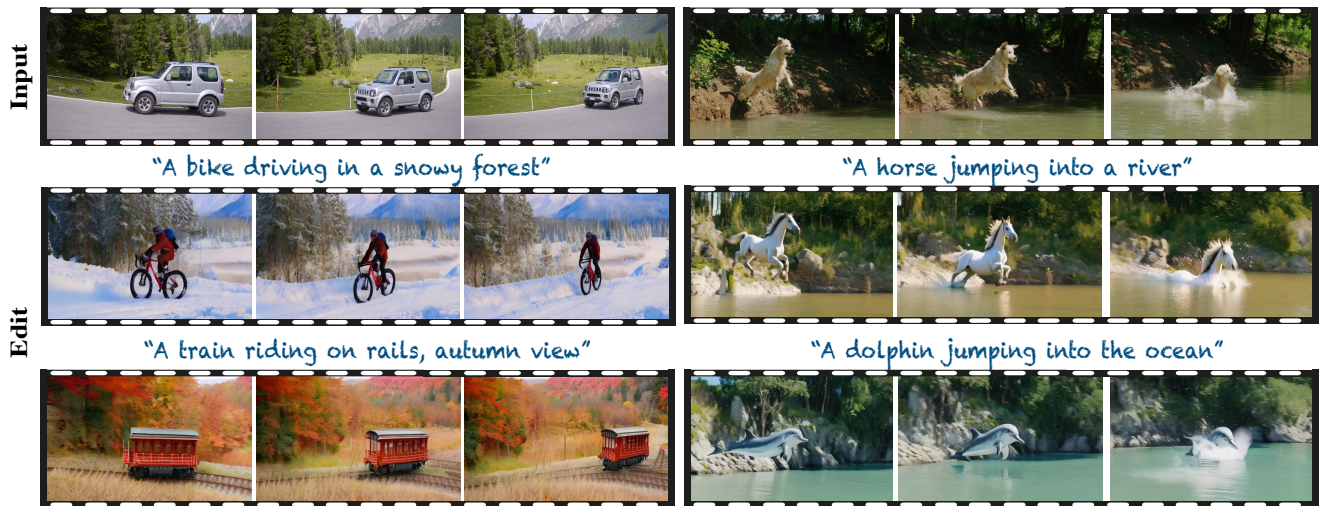 Input
“A bike driving in a snowy forest”
“A horse jumping into a river”
Edit
“A train riding on rails, autumn view”
“A dolphin jumping into the ocean”